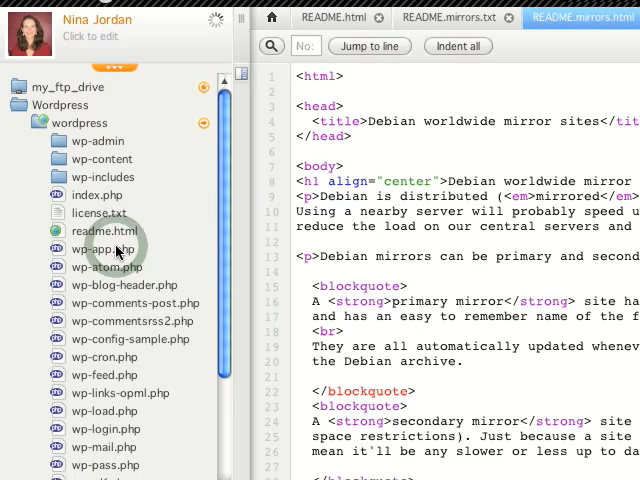 Nina Jordan
Click to edit
my_ftp_drive
Wordpress
wordpress
wp-admin
wp-content
wp-includes
index.php
license.txt
readme.html
wp-app.php
wp-atom.php
wp-blog-header.php
wp-comments-post.php
wp-commentsrss2.php
wp-config-sample.php
wp-cron.php
wp-feed.php
wp-links-opml.php
wp-load.php
wp-login.php
wp-mail.php
wp-pass.php
README.html
README.mirrors.txt
README.mirrors.html
No:
Jump to line
Indent all
1 <html>
2
3 <head>
4 <title>Debian worldwide mirror sites</tit
5 </head>
6
7 <body>
8 <h1 align="center">Debian worldwide mirror
9 <p>Debian is distributed (<em>mirrored</em>
10 Using a nearby server will probably speed u
11 reduce the load on our central servers and
12
13 <p>Debian mirrors can be primary and second
14
15 <blockquote>
16 A <strong>primary mirror</strong> site ha
17 and has an easy to remember name of the f
18 <br>
19 They are all automatically updated whenev
20 the Debian archive.
21
22 </blockquote>
23 <blockquote>
24 A <strong>secondary mirror</strong> site
25 space restrictions). Just because a site
26 mean it'll be any slower or less up to da
27